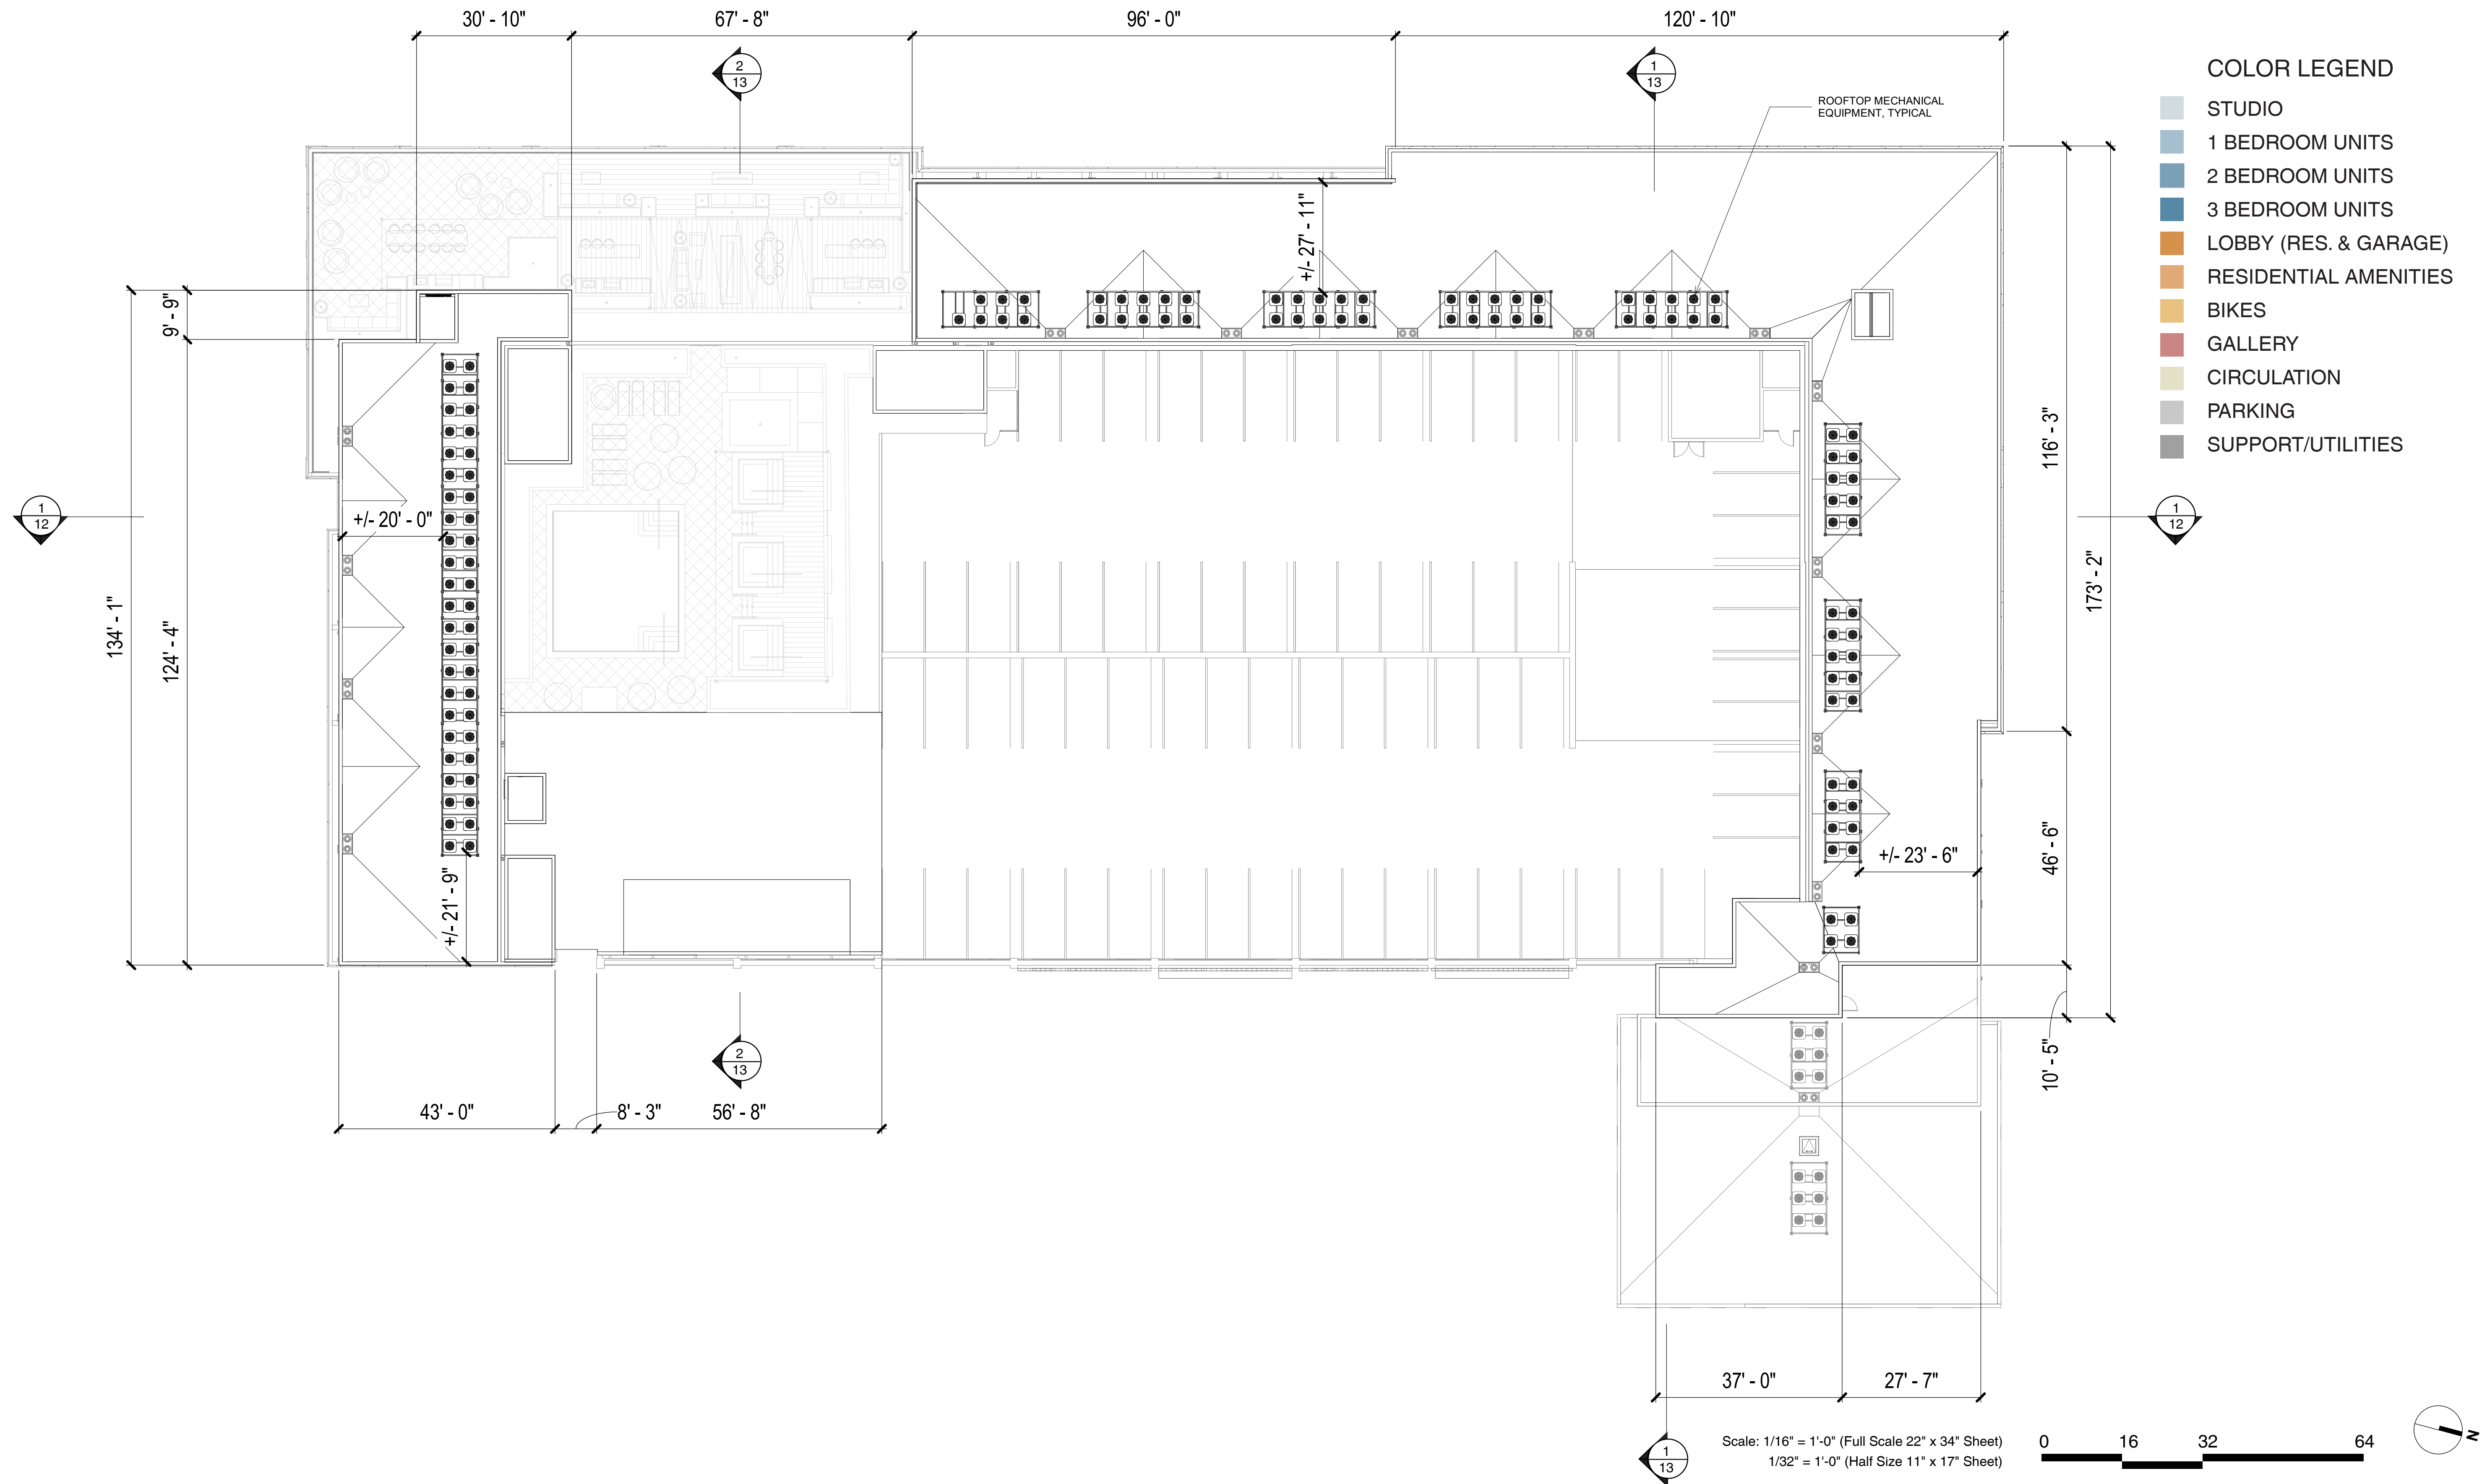 30' - 10" 67' - 8" 96' - 0" 120' - 10"
2
13
1
13
ROOFTOP MECHANICAL
EQUIPMENT, TYPICAL
COLOR LEGEND
STUDIO
1 BEDROOM UNITS
2 BEDROOM UNITS
3 BEDROOM UNITS
LOBBY (RES. & GARAGE)
RESIDENTIAL AMENITIES
BIKES
GALLERY
CIRCULATION
PARKING
SUPPORT/UTILITIES
+/- 27' - 11"
9' - 9"
134' - 1"
124' - 4"
1
12
+/- 20' - 0"
+/- 21' - 9"
116' - 3"
173' - 2"
1
12
46' - 6"
+/- 23' - 6"
10' - 5"
2
13
43' - 0" 8' - 3" 56' - 8"
37' - 0" 27' - 7"
1
13
Scale: 1/16" = 1'-0" (Full Scale 22" x 34" Sheet)
1/32" = 1'-0" (Half Size 11" x 17" Sheet)
0 16 32 64
N